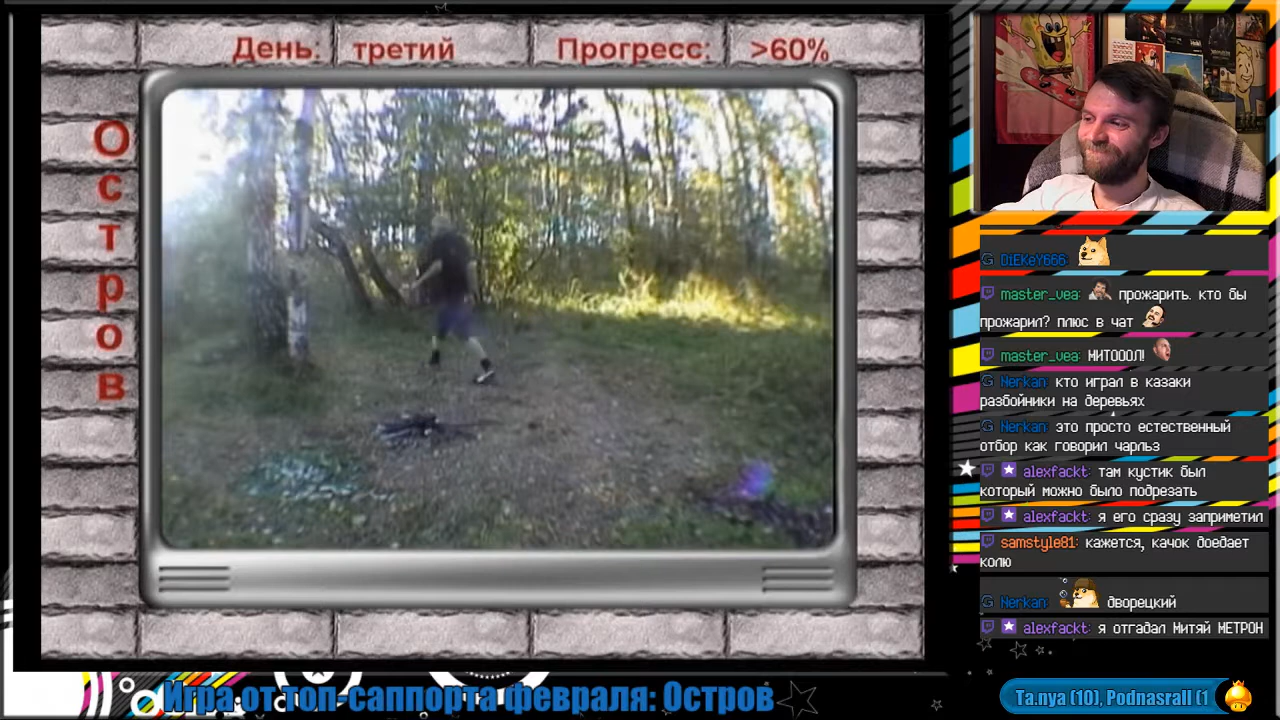 День: третий Прогресс: >60%
Остров
DiEKeY666:
master_vea: прожарить. кто бы
прожарил? плюс в чат
master_vea: НИТОООЛ!
Nerkan: кто играл в казаки
разбойники на деревьях
Nerkan: это просто естественный
отбор как говорил чарльз
alexfackt: там кустик был
который можно было подрезать
alexfackt: я его сразу заприметил
samstyle81: кажется, качок доедает
колю
Nerkan: дворецкий
alexfackt: я отгадал Митяй МЕТРОН
Игра от топ-саппорта февраля: Остров
Ta.nya (10), Podnasrall (1